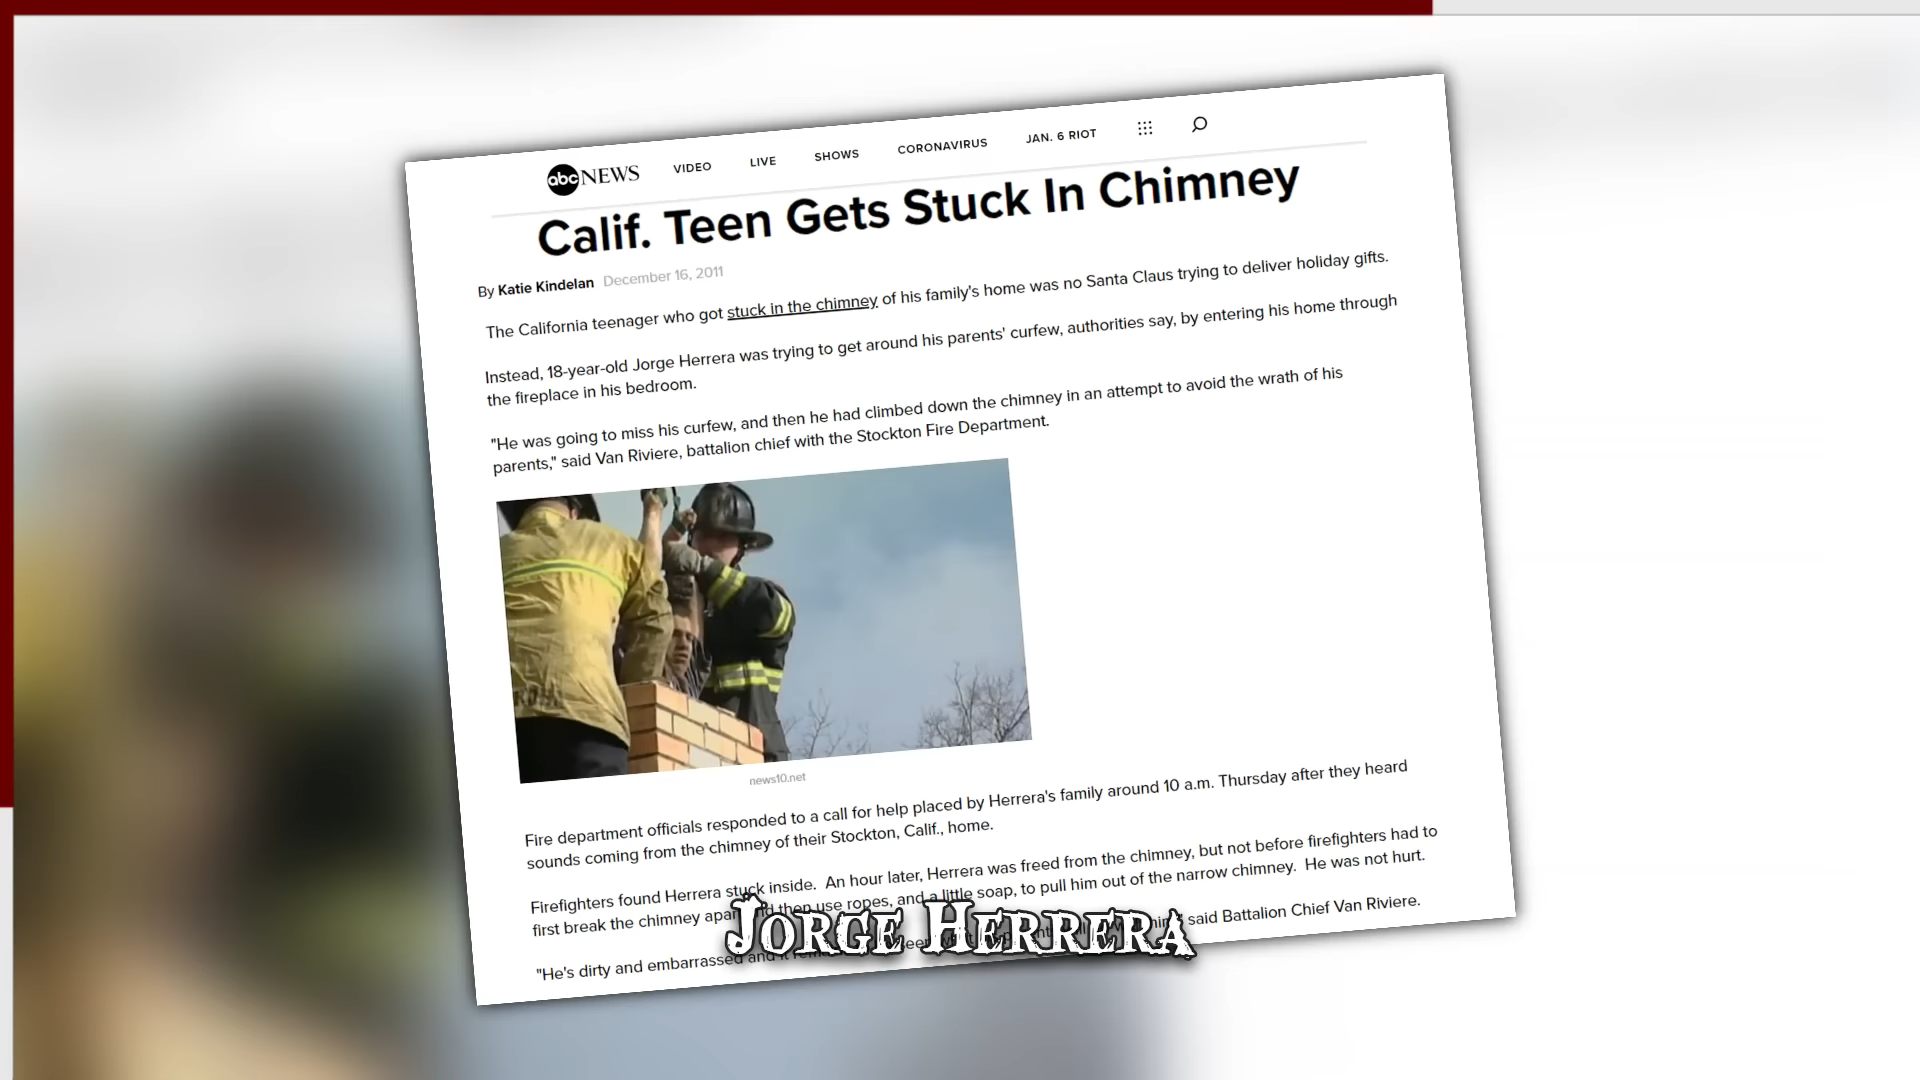 abc NEWS VIDEO LIVE SHOWS CORONAVIRUS JAN. 6 RIOT
Calif. Teen Gets Stuck In Chimney
By Katie Kindelan December 16, 2011
The California teenager who got stuck in the chimney of his family's home was no Santa Claus trying to deliver holiday gifts.
Instead, 18-year-old Jorge Herrera was trying to get around his parents' curfew, authorities say, by entering his home through
the fireplace in his bedroom.
"He was going to miss his curfew, and then he had climbed down the chimney in an attempt to avoid the wrath of his
parents," said Van Riviere, battalion chief with the Stockton Fire Department.
news10.net
Fire department officials responded to a call for help placed by Herrera's family around 10 a.m. Thursday after they heard
sounds coming from the chimney of their Stockton, Calif., home.
Firefighters found Herrera stuck inside. An hour later, Herrera was freed from the chimney, but not before firefighters had to
first break the chimney apart and then use ropes, and a little soap, to pull him out of the narrow chimney. He was not hurt.
"He's dirty and embarrassed and it said Battalion Chief Van Riviere.
Jorge Herrera